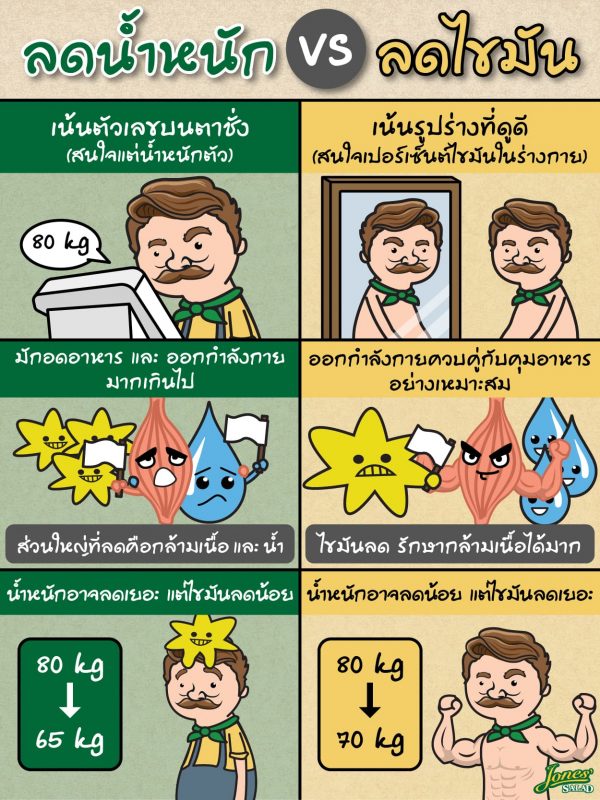 ลดน้ำหนัก VS ลดไขมัน
เน้นตัวเลขบนตาชั่ง
(สนใจแต่น้ำหนักตัว)
80 kg
เน้นรูปร่างที่ดูดี
(สนใจเปอร์เซ็นต์ไขมันในร่างกาย)
มักอดอาหาร และ ออกกำลังกาย
มากเกินไป
ส่วนใหญ่ที่ลดคือกล้ามเนื้อ และ น้ำ
ออกกำลังกายควบคู่กับคุมอาหาร
อย่างเหมาะสม
ไขมันลด รักษากล้ามเนื้อได้มาก
น้ำหนักอาจลดเยอะ แต่ไขมันลดน้อย
80 kg
65 kg
น้ำหนักอาจลดน้อย แต่ไขมันลดเยอะ
80 kg
70 kg
Jones'
SALAD